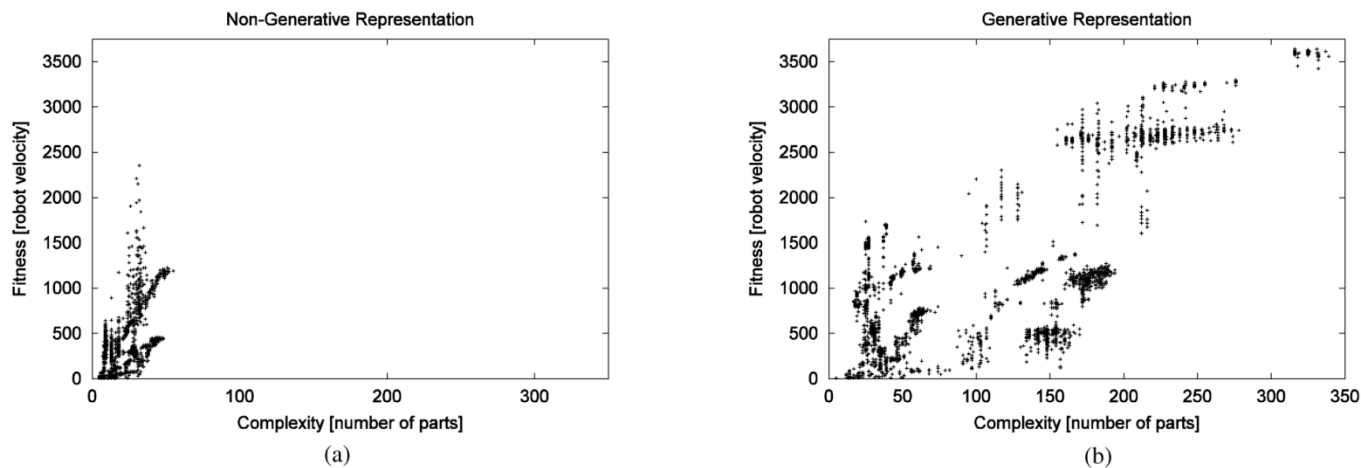 Non-Generative Representation
3500
3000
2500
2000
1500
1000
500
0
Fitness [robot velocity]
0 100 200 300
Complexity [number of parts]
(a)
Generative Representation
3500
3000
2500
2000
1500
1000
500
0
Fitness [robot velocity]
0 50 100 150 200 250 300 350
Complexity [number of parts]
(b)